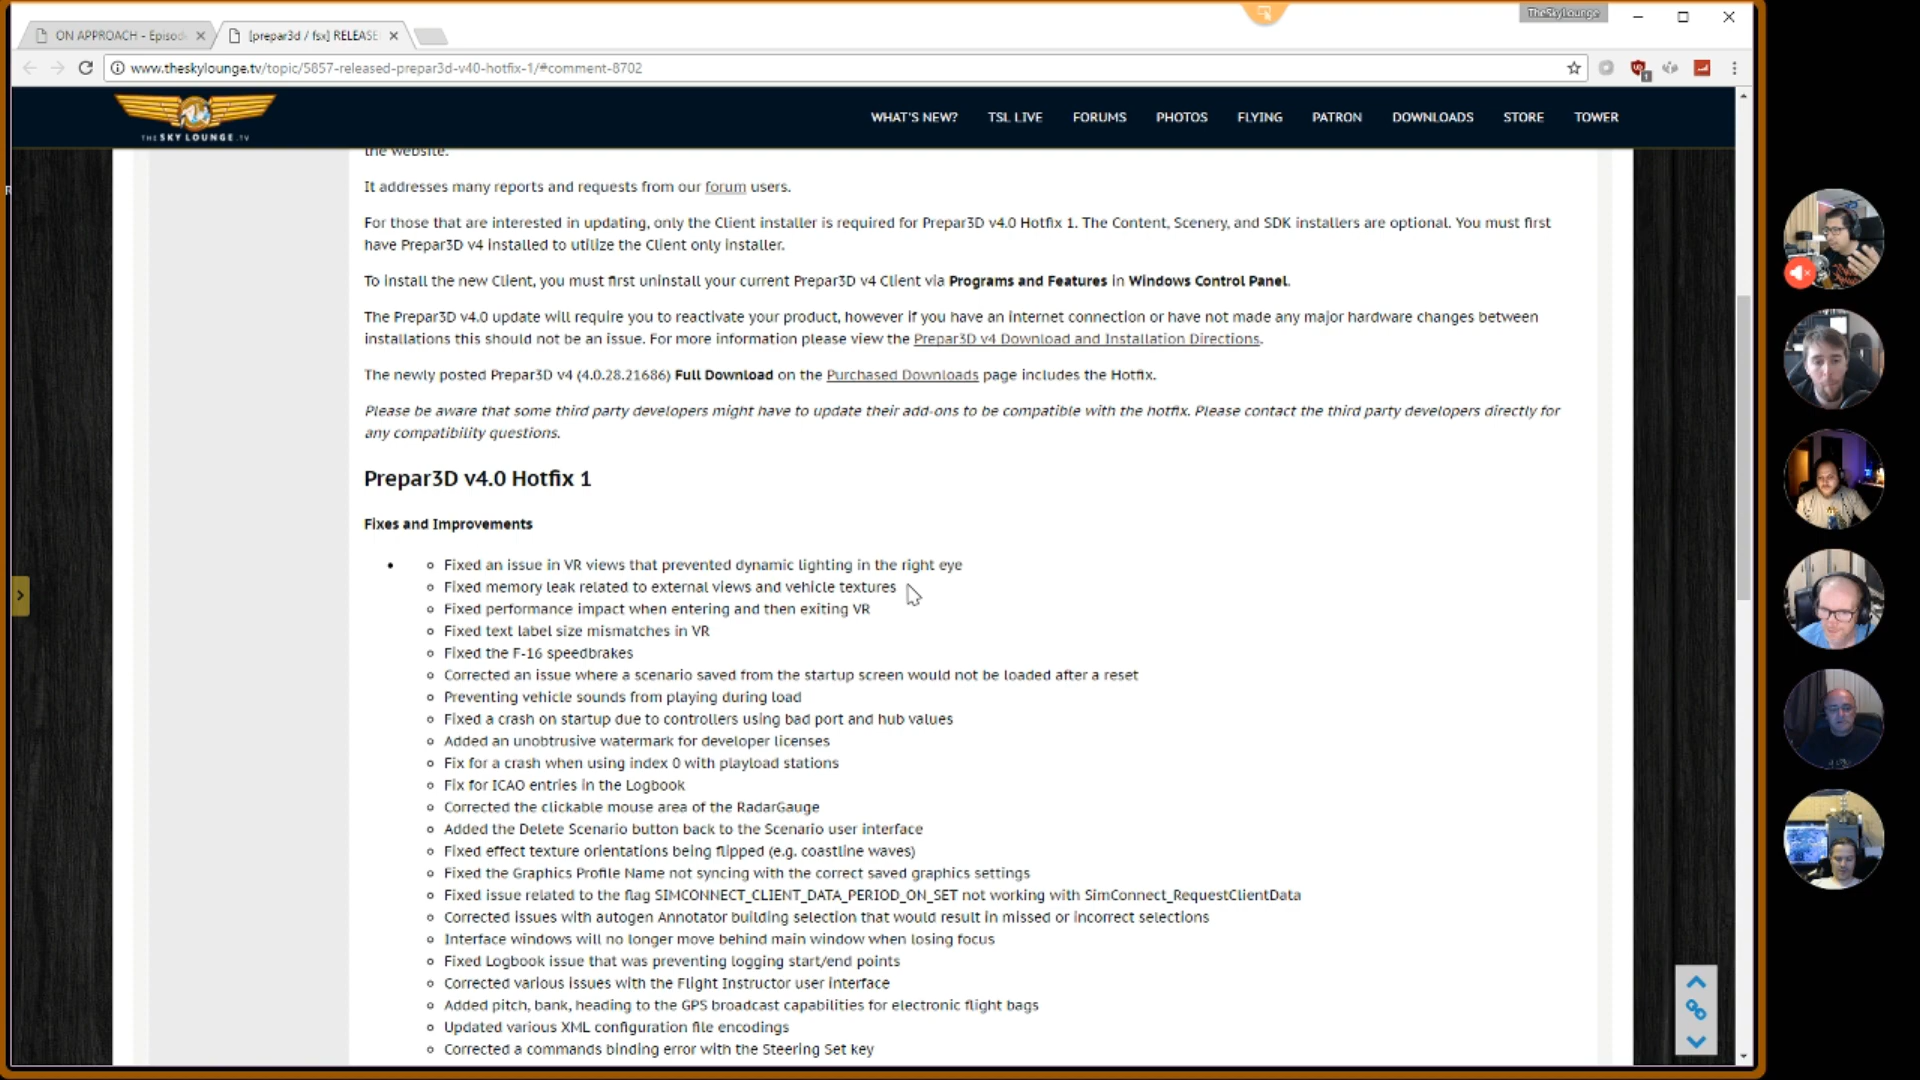 TheSkyLounge
ON APPROACH - Episod
[prepar3d / fsx] RELEASE
www.theskylounge.tv/topic/5857-released-prepar3d-v40-hotfix-1/#comment-8702
THE SKY LOUNGE .TV
WHAT'S NEW?
TSL LIVE
FORUMS
PHOTOS
FLYING
PATRON
DOWNLOADS
STORE
TOWER
the website.
It addresses many reports and requests from our forum users.
For those that are interested in updating, only the Client installer is required for Prepar3D v4.0 Hotfix 1. The Content, Scenery, and SDK installers are optional. You must first
have Prepar3D v4 installed to utilize the Client only installer.
To install the new Client, you must first uninstall your current Prepar3D v4 Client via Programs and Features in Windows Control Panel.
The Prepar3D v4.0 update will require you to reactivate your product, however if you have an internet connection or have not made any major hardware changes between
installations this should not be an issue. For more information please view the Prepar3D v4 Download and Installation Directions.
The newly posted Prepar3D v4 (4.0.28.21686) Full Download on the Purchased Downloads page includes the Hotfix.
Please be aware that some third party developers might have to update their add-ons to be compatible with the hotfix. Please contact the third party developers directly for
any compatibility questions.
Prepar3D v4.0 Hotfix 1
Fixes and Improvements
Fixed an issue in VR views that prevented dynamic lighting in the right eye
Fixed memory leak related to external views and vehicle textures
Fixed performance impact when entering and then exiting VR
Fixed text label size mismatches in VR
Fixed the F-16 speedbrakes
Corrected an issue where a scenario saved from the startup screen would not be loaded after a reset
Preventing vehicle sounds from playing during load
Fixed a crash on startup due to controllers using bad port and hub values
Added an unobtrusive watermark for developer licenses
Fix for a crash when using index 0 with playload stations
Fix for ICAO entries in the Logbook
Corrected the clickable mouse area of the RadarGauge
Added the Delete Scenario button back to the Scenario user interface
Fixed effect texture orientations being flipped (e.g. coastline waves)
Fixed the Graphics Profile Name not syncing with the correct saved graphics settings
Fixed issue related to the flag SIMCONNECT_CLIENT_DATA_PERIOD_ON_SET not working with SimConnect_RequestClientData
Corrected issues with autogen Annotator building selection that would result in missed or incorrect selections
Interface windows will no longer move behind main window when losing focus
Fixed Logbook issue that was preventing logging start/end points
Corrected various issues with the Flight Instructor user interface
Added pitch, bank, heading to the GPS broadcast capabilities for electronic flight bags
Updated various XML configuration file encodings
Corrected a commands binding error with the Steering Set key